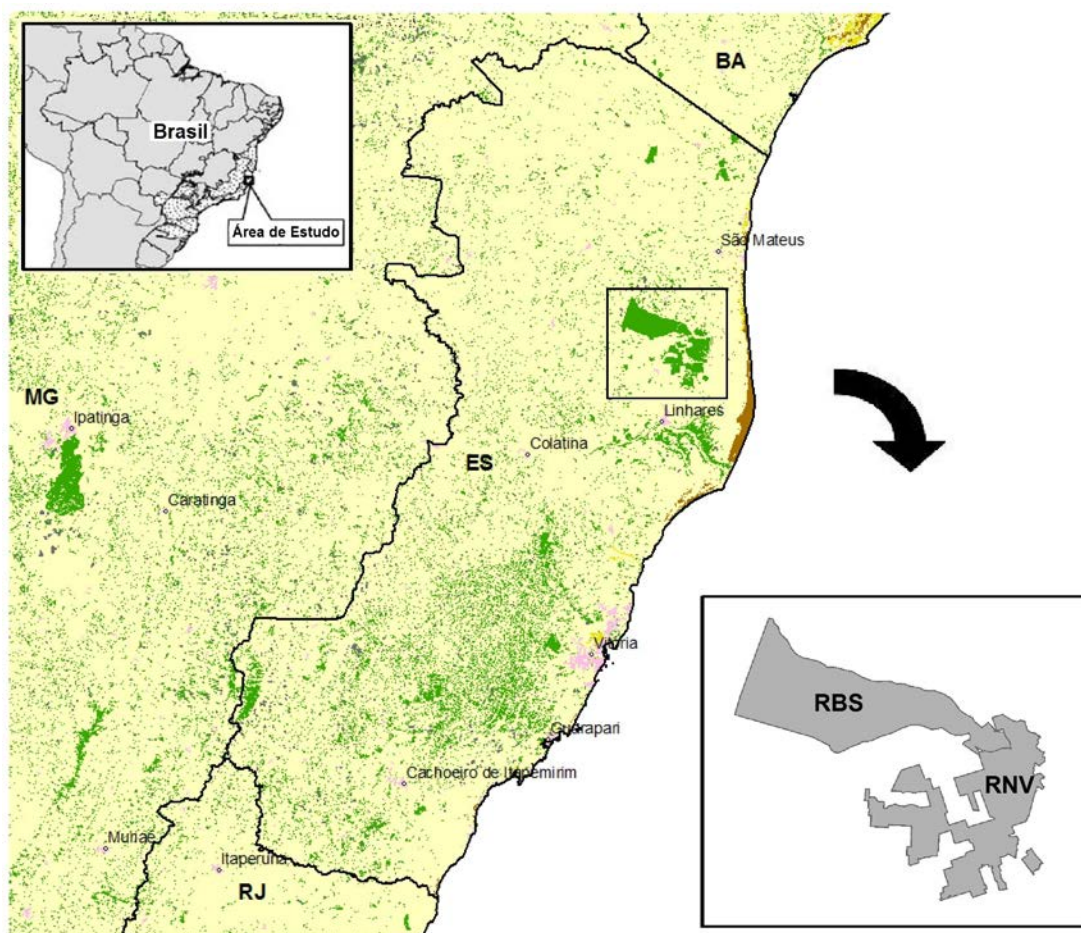 BA
Brasil
Área de Estudo
São Mateus
MG
Ipatinga
Linhares
Colatina
ES
Caratinga
Vitória
RBS
Guarapari
RNV
Cachoeiro de Itapemirim
Muriaé
Itaperuna
RJ